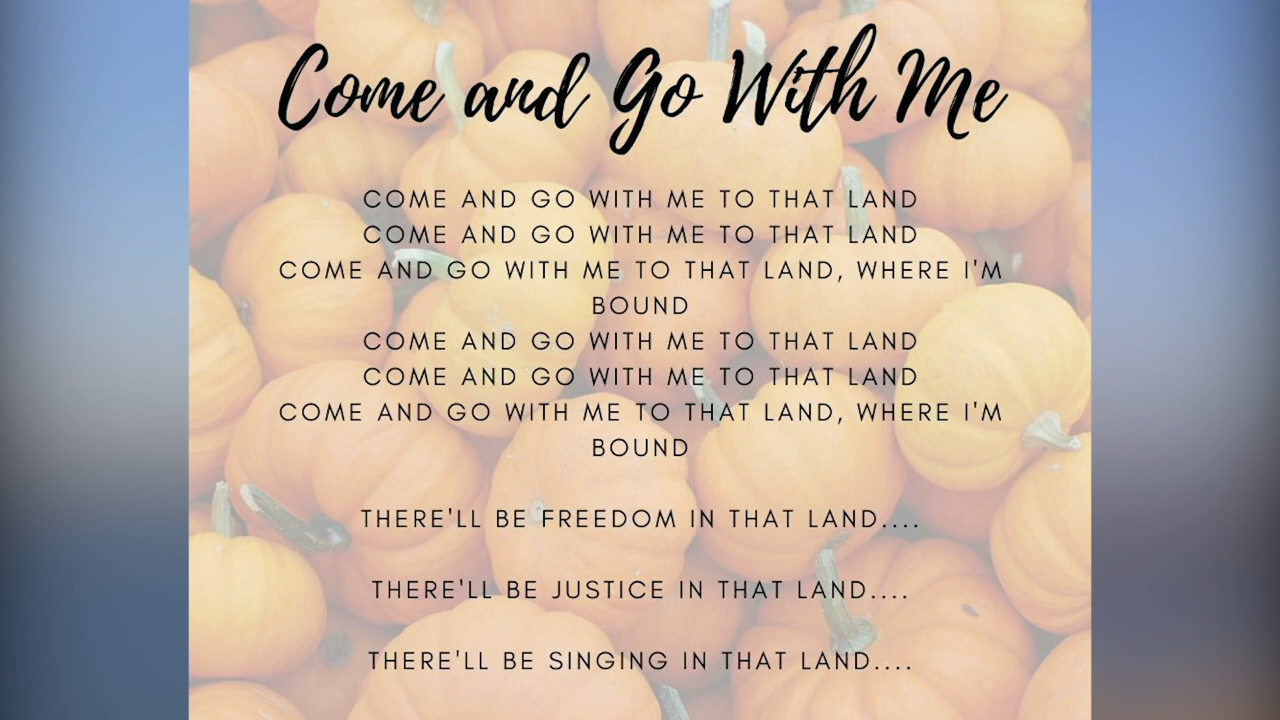 Come and Go With Me
COME AND GO WITH ME TO THAT LAND
COME AND GO WITH ME TO THAT LAND
COME AND GO WITH ME TO THAT LAND, WHERE I'M
BOUND
COME AND GO WITH ME TO THAT LAND
COME AND GO WITH ME TO THAT LAND
COME AND GO WITH ME TO THAT LAND, WHERE I'M
BOUND
THERE'LL BE FREEDOM IN THAT LAND....
THERE'LL BE JUSTICE IN THAT LAND....
THERE'LL BE SINGING IN THAT LAND....